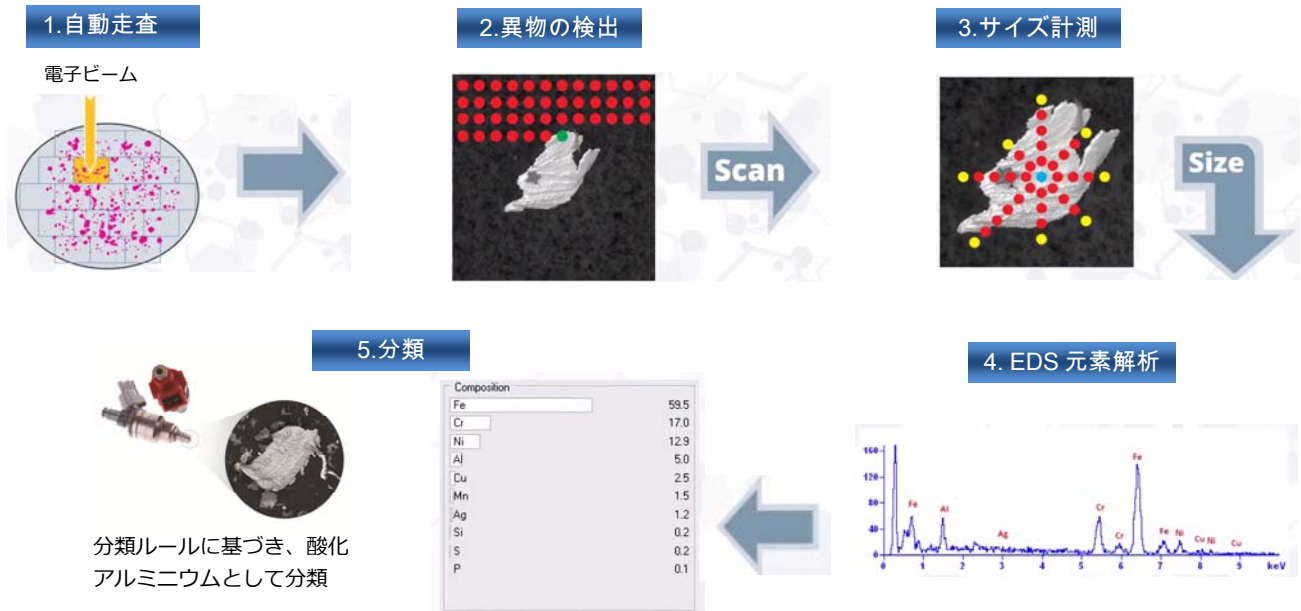 1.自動走査
電子ビーム
2.異物の検出
Scan
3.サイズ計測
Size
4. EDS 元素解析
160
120
80
40
0
0
1
2
3
4
5
6
7
8
9
keV
Fe
Al
Ag
Cr
Cr
Fe
Fe
Ni
Cu
Ni
Cu
5.分類
Composition
Fe 59.5
Cr 17.0
Ni 12.9
Al 5.0
Cu 2.5
Mn 1.5
Ag 1.2
Si 0.2
S 0.2
P 0.1
分類ルールに基づき、酸化
アルミニウムとして分類